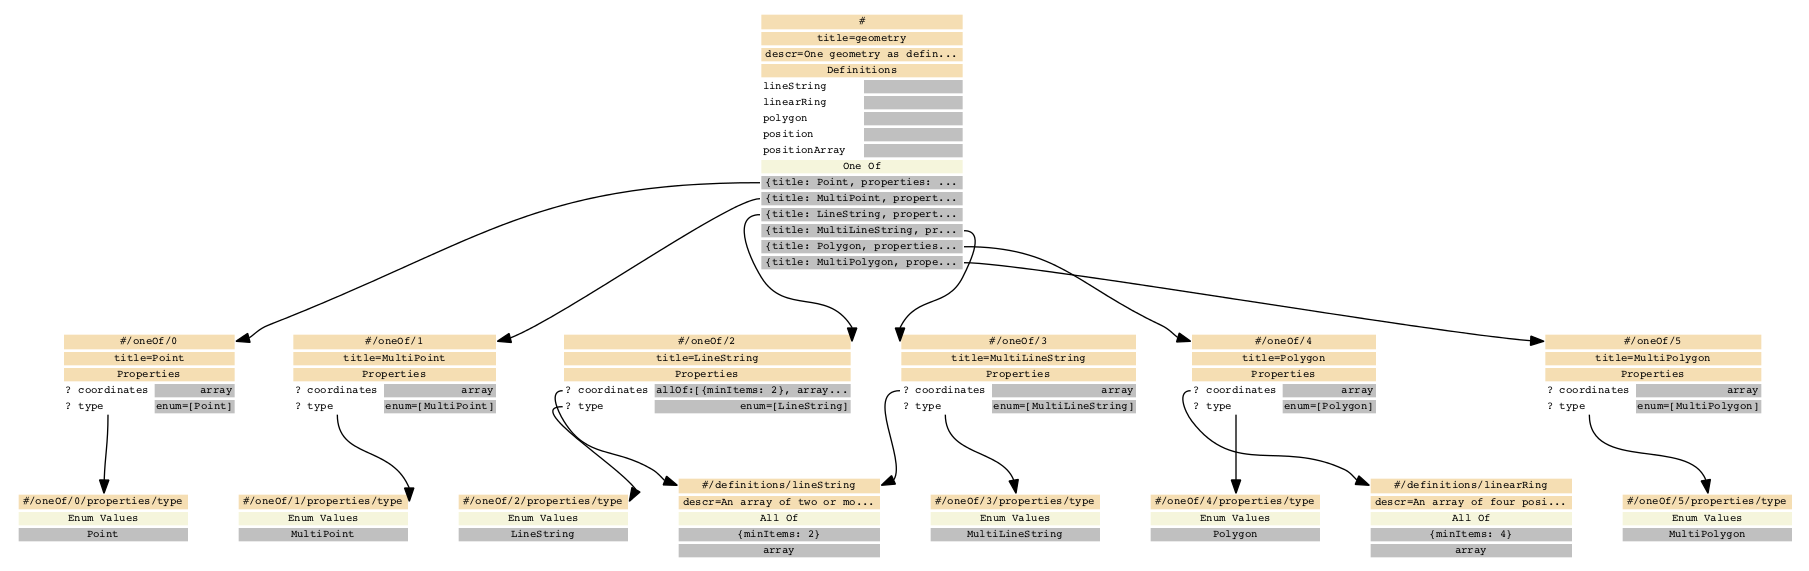 #
title=geometry
descr=One geometry as defin...
Definitions
lineString
linearRing
polygon
position
positionArray
One Of
{title: Point, properties: ...
{title: MultiPoint, propert...
{title: LineString, propert...
{title: MultiLineString, pr...
{title: Polygon, properties...
{title: MultiPolygon, prope...
#/oneOf/0
title=Point
Properties
? coordinates array
? type enum=[Point]
#/oneOf/1
title=MultiPoint
Properties
? coordinates array
? type enum=[MultiPoint]
#/oneOf/2
title=LineString
Properties
? coordinates allOf:[{minItems: 2}, array...
? type enum=[LineString]
#/oneOf/3
title=MultiLineString
Properties
? coordinates array
? type enum=[MultiLineString]
#/oneOf/4
title=Polygon
Properties
? coordinates array
? type enum=[Polygon]
#/oneOf/5
title=MultiPolygon
Properties
? coordinates array
? type enum=[MultiPolygon]
#/oneOf/0/properties/type
Enum Values
Point
#/oneOf/1/properties/type
Enum Values
MultiPoint
#/oneOf/2/properties/type
Enum Values
LineString
#/definitions/lineString
descr=An array of two or mo...
All Of
{minItems: 2}
array
#/oneOf/3/properties/type
Enum Values
MultiLineString
#/oneOf/4/properties/type
Enum Values
Polygon
#/definitions/linearRing
descr=An array of four posi...
All Of
{minItems: 4}
array
#/oneOf/5/properties/type
Enum Values
MultiPolygon